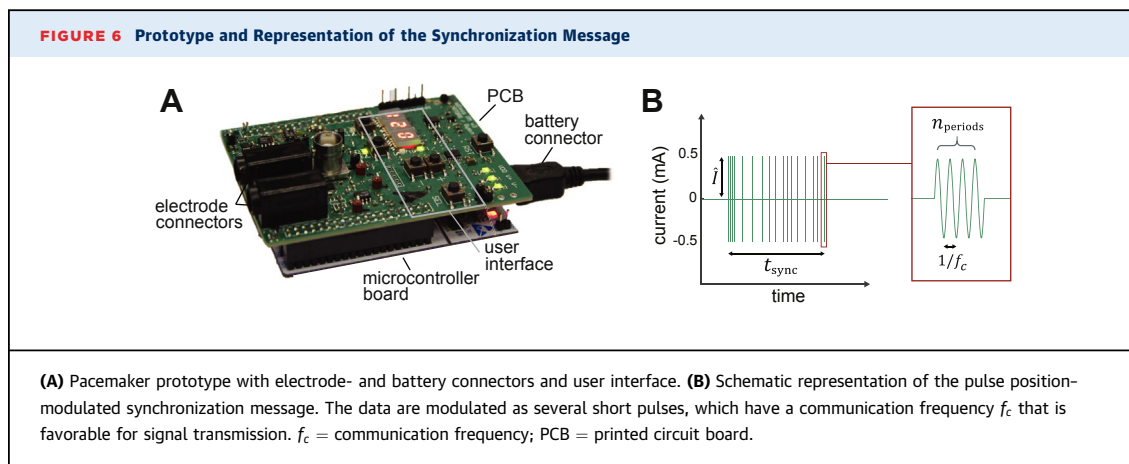 FIGURE 6 Prototype and Representation of the Synchronization Message
A
PCB
battery
connector
electrode
connectors
user
interface
microcontroller
board
120
B
n_periods
0.5
Î
0
-0.5
current (mA)
t_sync
time
1/f_c
(A) Pacemaker prototype with electrode- and battery connectors and user interface. (B) Schematic representation of the pulse position–
modulated synchronization message. The data are modulated as several short pulses, which have a communication frequency f_c that is
favorable for signal transmission. f_c = communication frequency; PCB = printed circuit board.